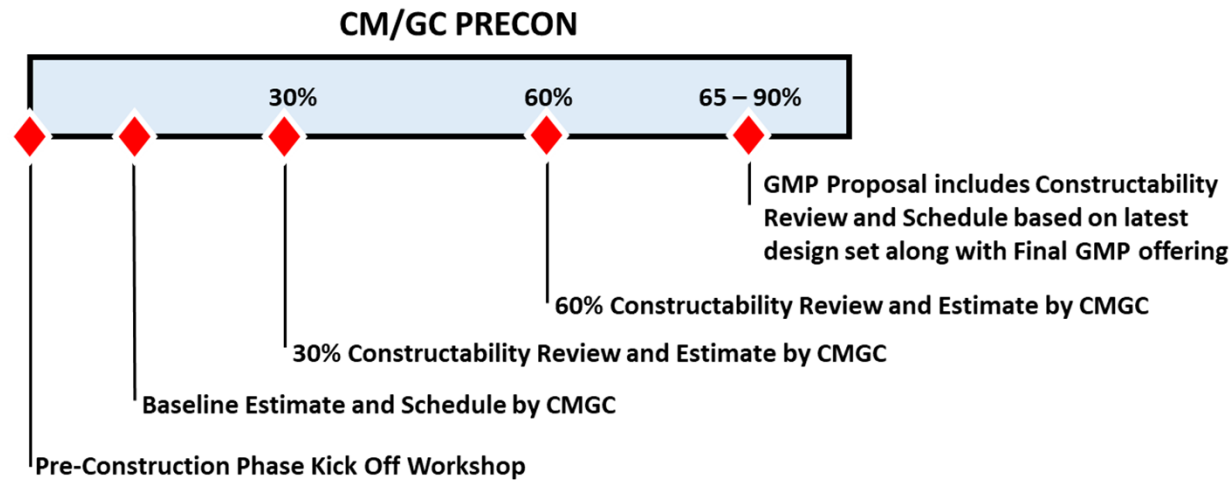 CM/GC PRECON
30%
60%
65 – 90%
GMP Proposal includes Constructability
Review and Schedule based on latest
design set along with Final GMP offering
60% Constructability Review and Estimate by CMGC
30% Constructability Review and Estimate by CMGC
Baseline Estimate and Schedule by CMGC
Pre-Construction Phase Kick Off Workshop